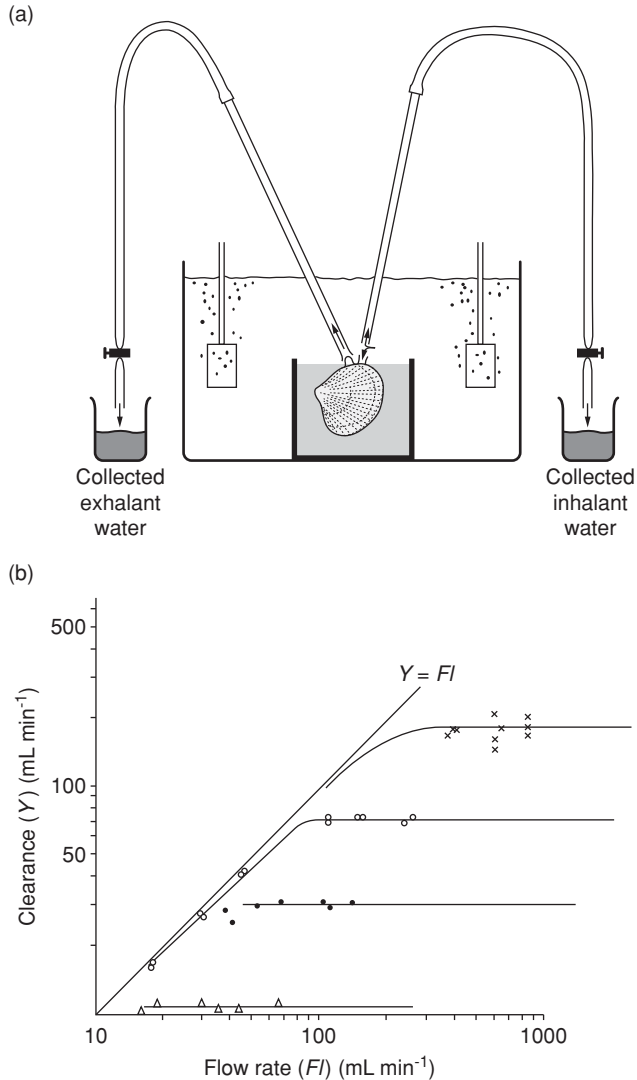 (a)
Collected
exhalant
water
Collected
inhalant
water
(b)
Y = Fl
500
100
50
10
100
1000
Clearance (Y) (mL min⁻¹)
Flow rate (Fl) (mL min⁻¹)